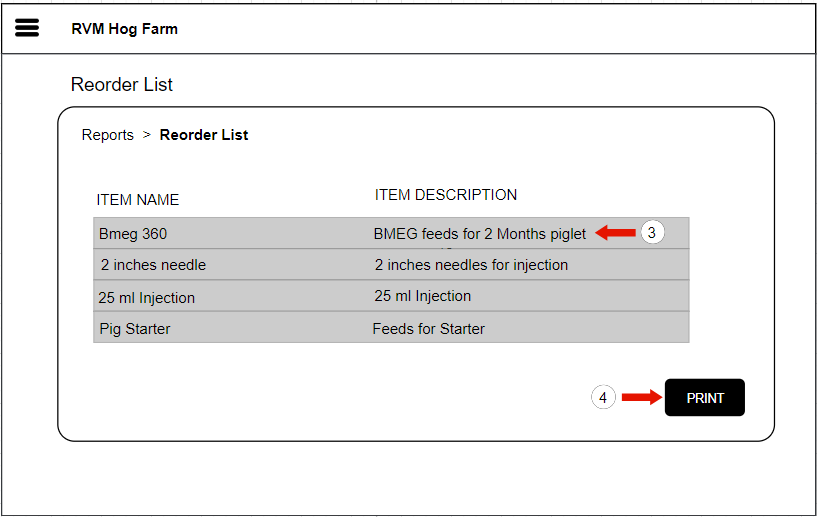 RVM Hog Farm
Reorder List
Reports > Reorder List
ITEM NAME ITEM DESCRIPTION
Bmeg 360 BMEG feeds for 2 Months piglet 3
2 inches needle 2 inches needles for injection
25 ml Injection 25 ml Injection
Pig Starter Feeds for Starter
4 PRINT